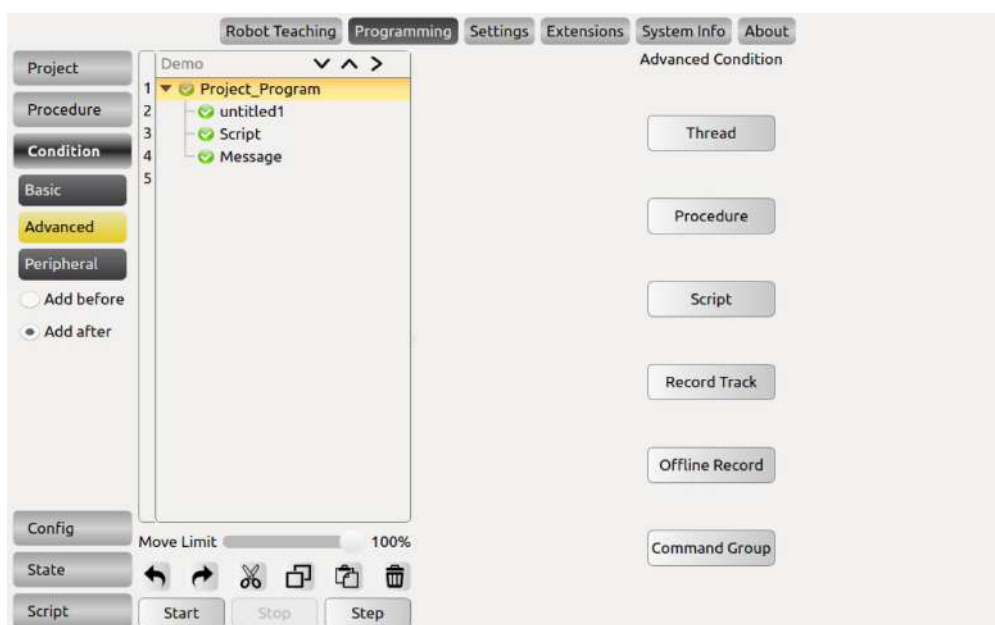 Robot Teaching Programming Settings Extensions System Info About
Project
Procedure
Condition
Basic
Advanced
Peripheral
Add before
Add after
Config
State
Script
Demo
1 Project_Program
2 untitled1
3 Script
4 Message
5
Move Limit 100%
Start Stop Step
Advanced Condition
Thread
Procedure
Script
Record Track
Offline Record
Command Group